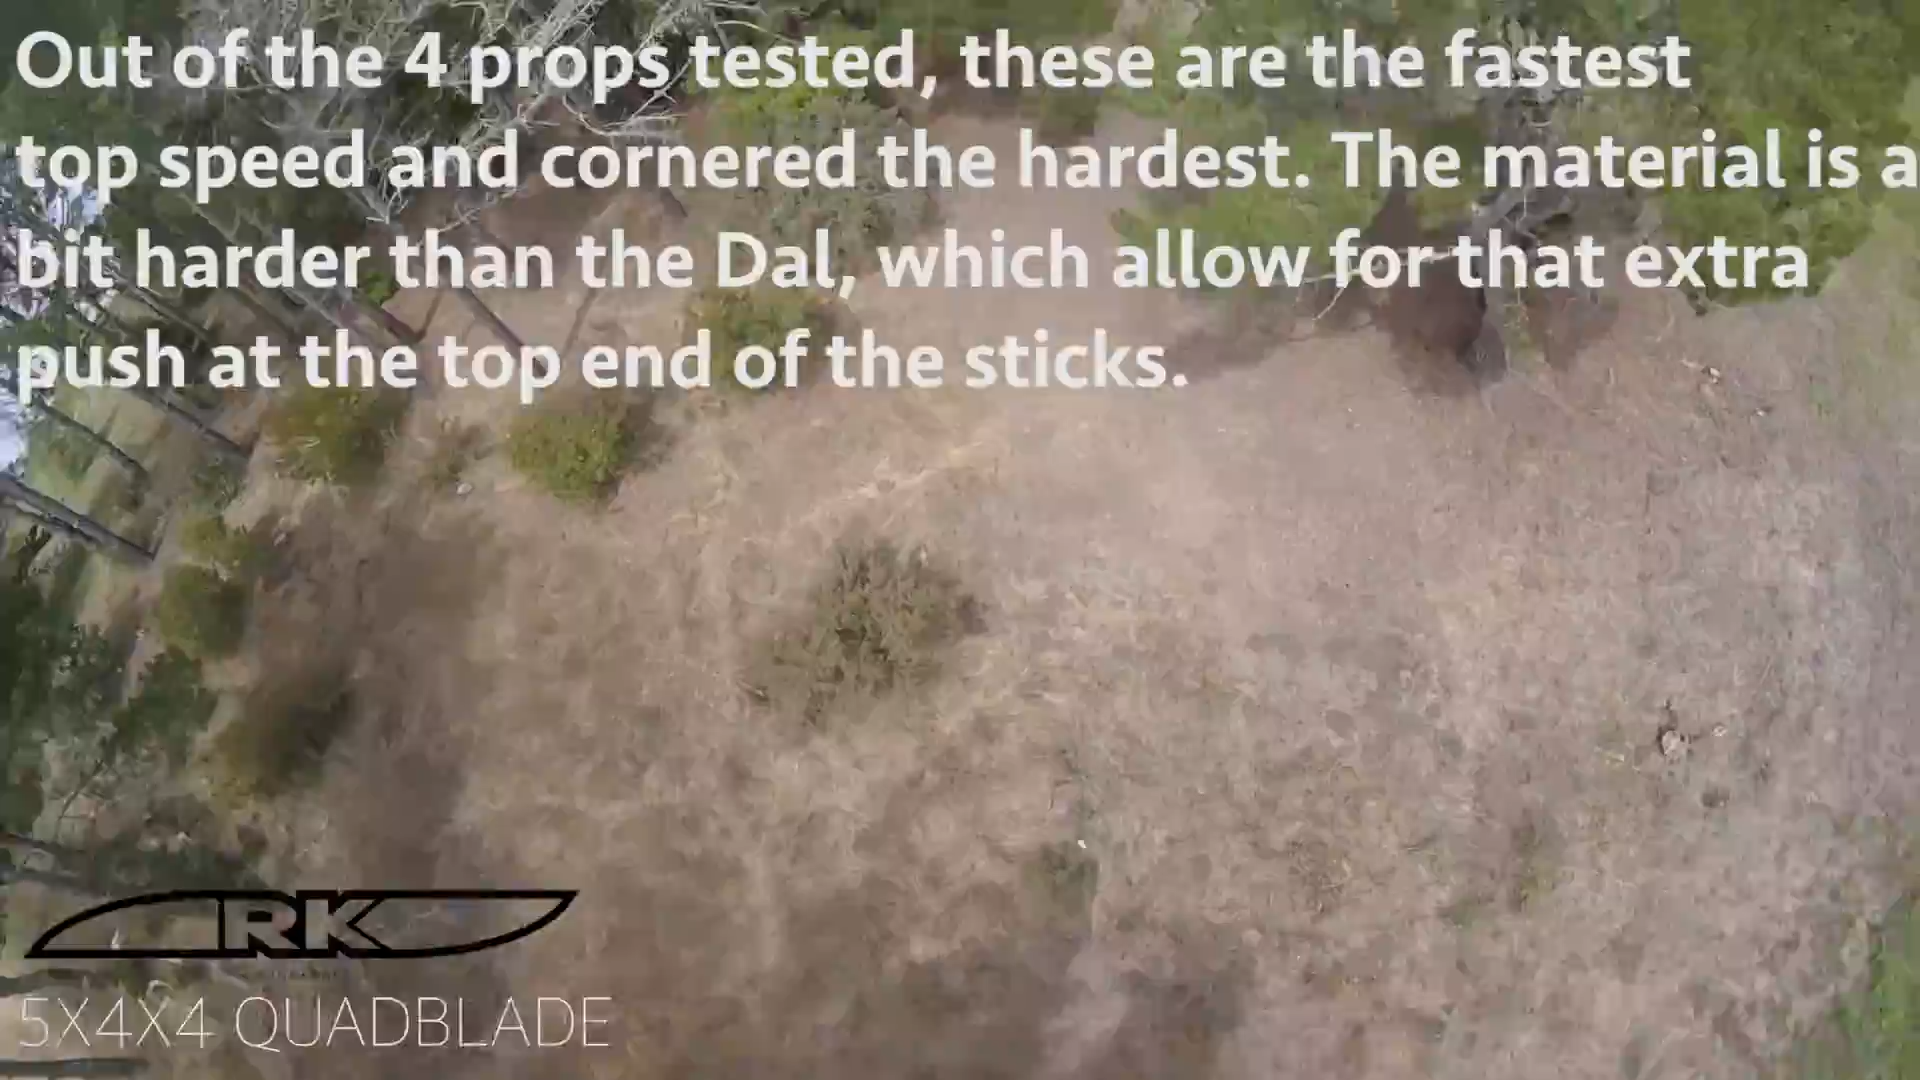 Out of the 4 props tested, these are the fastest
top speed and cornered the hardest. The material is a
bit harder than the Dal, which allow for that extra
push at the top end of the sticks.
RK
5X4X4 QUADBLADE